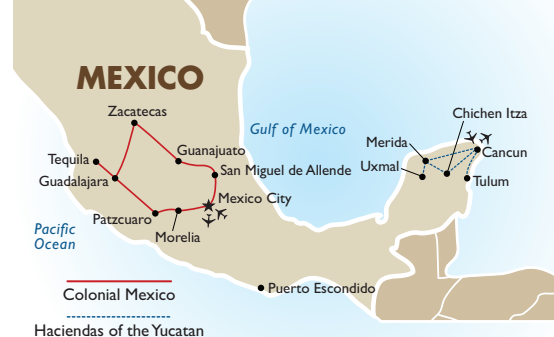 MEXICO
Zacatecas
Gulf of Mexico
Chichen Itza
Merida
Cancun
Guanajuato
Tequila
San Miguel de Allende
Uxmal
Guadalajara
Tulum
Mexico City
Patzcuaro
Morelia
Pacific
Ocean
Puerto Escondido
Colonial Mexico
Haciendas of the Yucatan